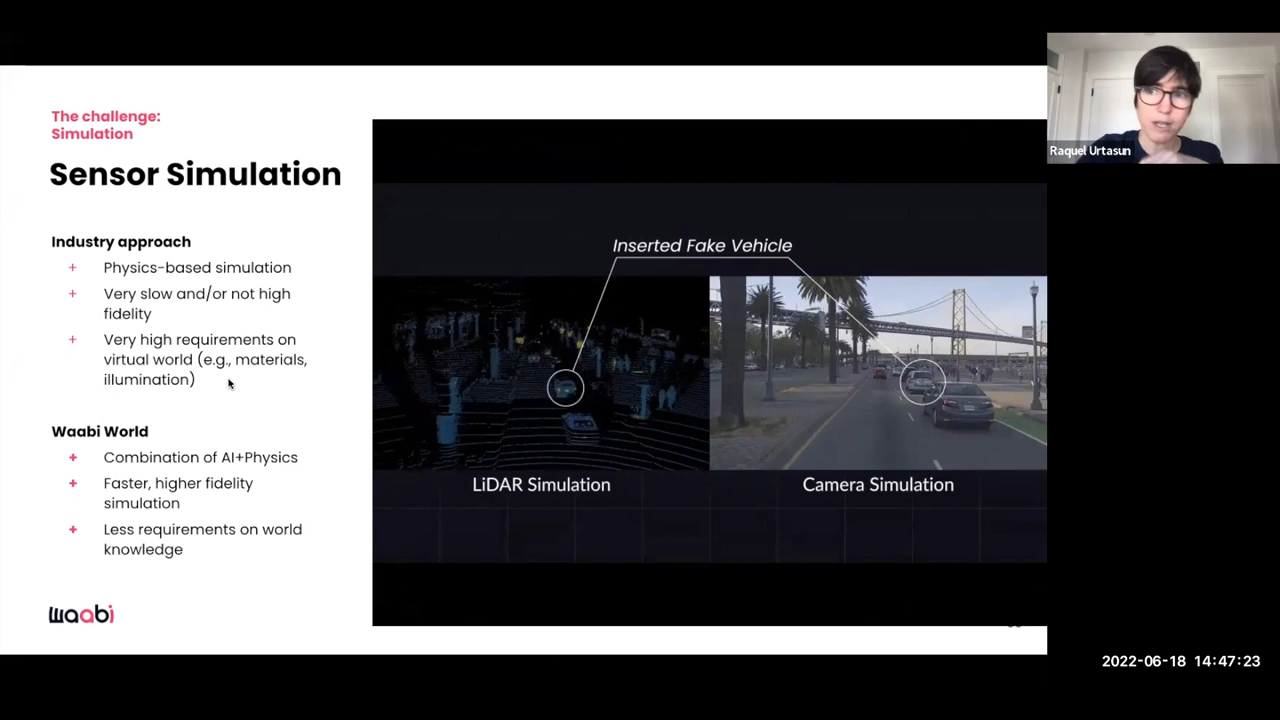 The challenge:
Simulation
Sensor Simulation
Industry approach
+ Physics-based simulation
+ Very slow and/or not high
fidelity
+ Very high requirements on
virtual world (e.g., materials,
illumination)
Waabi World
+ Combination of AI+Physics
+ Faster, higher fidelity
simulation
+ Less requirements on world
knowledge
waabi
Inserted Fake Vehicle
LiDAR Simulation
Camera Simulation
Raquel Urtasun
2022-06-18 14:47:23